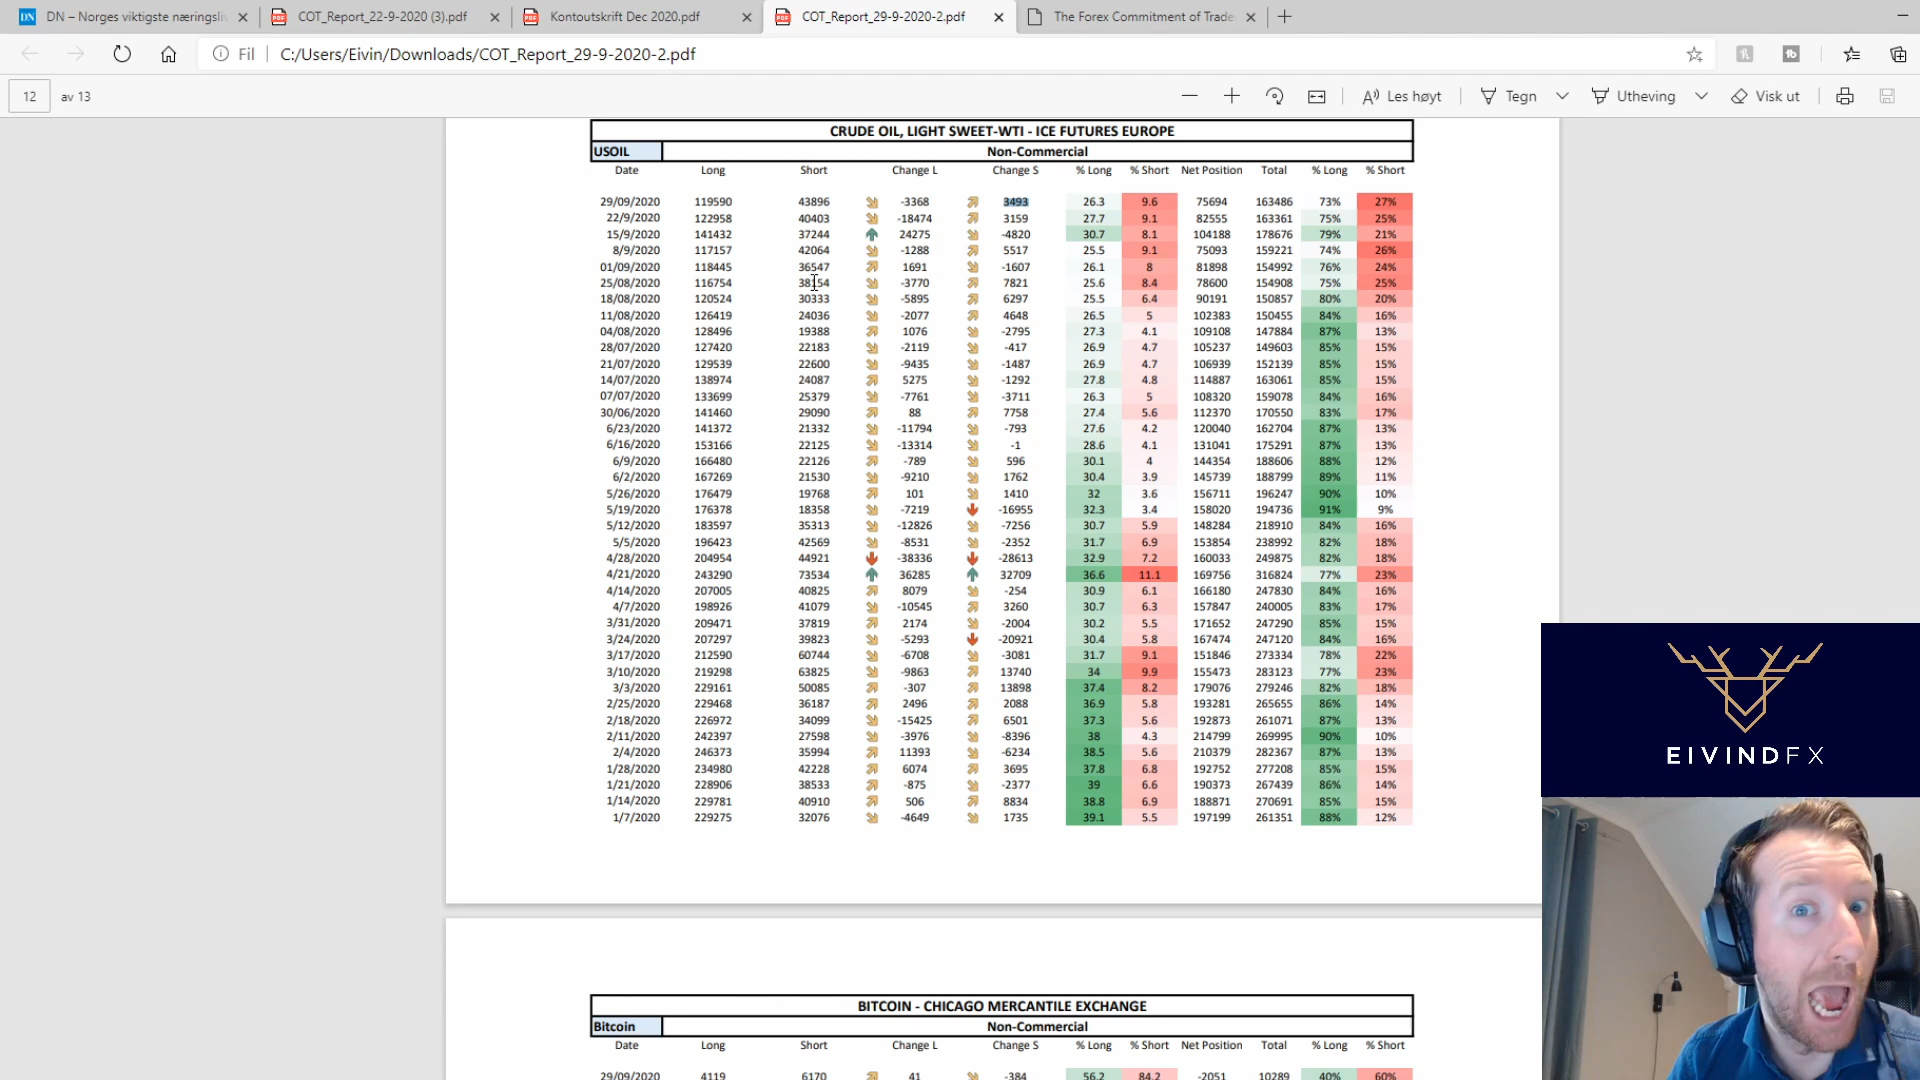 DN – Norges viktigste næringsliv
COT_Report_22-9-2020 (3).pdf
Kontoutskrift Dec 2020.pdf
COT_Report_29-9-2020-2.pdf
The Forex Commitment of Trade
Fil C:/Users/Eivin/Downloads/COT_Report_29-9-2020-2.pdf
12 av 13 Les høyt Tegn Utheving Visk ut
CRUDE OIL, LIGHT SWEET-WTI - ICE FUTURES EUROPE
USOIL Non-Commercial
Date Long Short Change L Change S % Long % Short Net Position Total % Long % Short
29/09/2020 119590 43896 -3368 3493 26.3 9.6 75694 163486 73% 27%
22/9/2020 122958 40403 -18474 3159 27.7 9.1 82555 163361 75% 25%
15/9/2020 141432 37244 24275 -4820 30.7 8.1 104188 178676 79% 21%
8/9/2020 117157 42064 -1288 5517 25.5 9.1 75093 159221 74% 26%
01/09/2020 118445 36547 1691 -1607 26.1 8 81898 154992 76% 24%
25/08/2020 116754 38154 -3770 7821 25.6 8.4 78600 154908 75% 25%
18/08/2020 120524 30333 -5895 6297 25.5 6.4 90191 150857 80% 20%
11/08/2020 126419 24036 -2077 4648 26.5 5 102383 150455 84% 16%
04/08/2020 128496 19388 1076 -2795 27.3 4.1 109108 147884 87% 13%
28/07/2020 127420 22183 -2119 -417 26.9 4.7 105237 149603 85% 15%
21/07/2020 129539 22600 -9435 -1487 26.9 4.7 106939 152139 85% 15%
14/07/2020 138974 24087 5275 -1292 27.8 4.8 114887 163061 85% 15%
07/07/2020 133699 25379 -7761 -3711 26.3 5 108320 159078 84% 16%
30/06/2020 141460 29090 88 7758 27.4 5.6 112370 170550 83% 17%
6/23/2020 141372 21332 -11794 -793 27.6 4.2 120040 162704 87% 13%
6/16/2020 153166 22125 -13314 -1 28.6 4.1 131041 175291 87% 13%
6/9/2020 166480 22126 -789 596 30.1 4 144354 188606 88% 12%
6/2/2020 167269 21530 -9210 1762 30.4 3.9 145739 188799 89% 11%
5/26/2020 176479 19768 101 1410 32 3.6 156711 196247 90% 10%
5/19/2020 176378 18358 -7219 -16955 32.3 3.4 158020 194736 91% 9%
5/12/2020 183597 35313 -12826 -7256 30.7 5.9 148284 218910 84% 16%
5/5/2020 196423 42569 -8531 -2352 31.7 6.9 153854 238992 82% 18%
4/28/2020 204954 44921 -38336 -28613 32.9 7.2 160033 249875 82% 18%
4/21/2020 243290 73534 36285 32709 36.6 11.1 169756 316824 77% 23%
4/14/2020 207005 40825 8079 -254 30.9 6.1 166180 247830 84% 16%
4/7/2020 198926 41079 -10545 3260 30.7 6.3 157847 240005 83% 17%
3/31/2020 209471 37819 2174 -2004 30.2 5.5 171652 247290 85% 15%
3/24/2020 207297 39823 -5293 -20921 30.4 5.8 167474 247120 84% 16%
3/17/2020 212590 60744 -6708 -3081 31.7 9.1 151846 273334 78% 22%
3/10/2020 219298 63825 -9863 13740 34 9.9 155473 283123 77% 23%
3/3/2020 229161 50085 -307 13898 37.4 8.2 179076 279246 82% 18%
2/25/2020 229468 36187 2496 2088 36.9 5.8 193281 265655 86% 14%
2/18/2020 226972 34099 -15425 6501 37.3 5.6 192873 261071 87% 13%
2/11/2020 242397 27598 -3976 -8396 38 4.3 214799 269995 90% 10%
2/4/2020 246373 35994 11393 -6234 38.5 5.6 210379 282367 87% 13%
1/28/2020 234980 42228 6074 3695 37.8 6.8 192752 277208 85% 15%
1/21/2020 228906 38533 -875 -2377 39 6.6 190373 267439 86% 14%
1/14/2020 229781 40910 506 8834 38.8 6.9 188871 270691 85% 15%
1/7/2020 229275 32076 -4649 1735 39.1 5.5 197199 261351 88% 12%
EIVINDFX
BITCOIN - CHICAGO MERCANTILE EXCHANGE
Bitcoin Non-Commercial
Date Long Short Change L Change S % Long % Short Net Position Total % Long % Short
29/09/2020 4119 6170 41 -384 56.2 84.2 -2051 10289 40% 60%